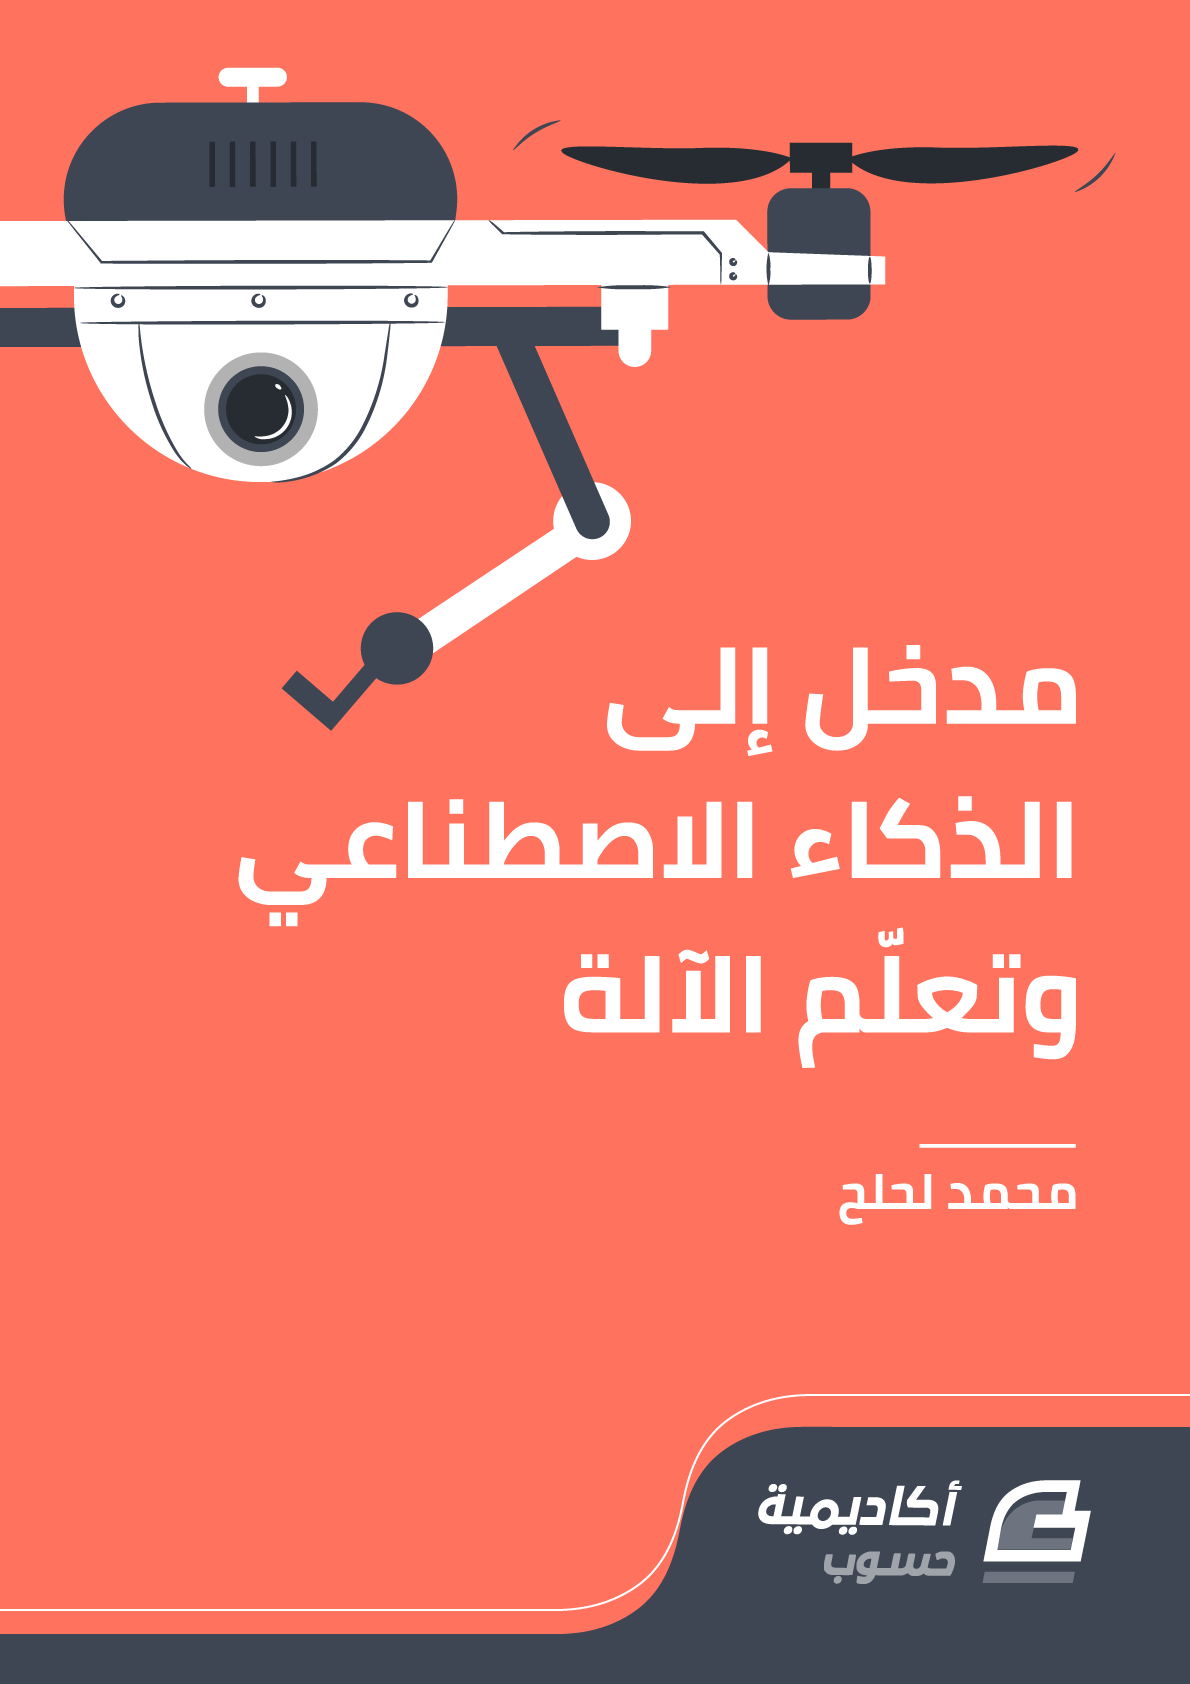 مدخل إلى
الذكاء الاصطناعي
وتعلّم الآلة
محمد لحلح
أكاديمية
حسوب